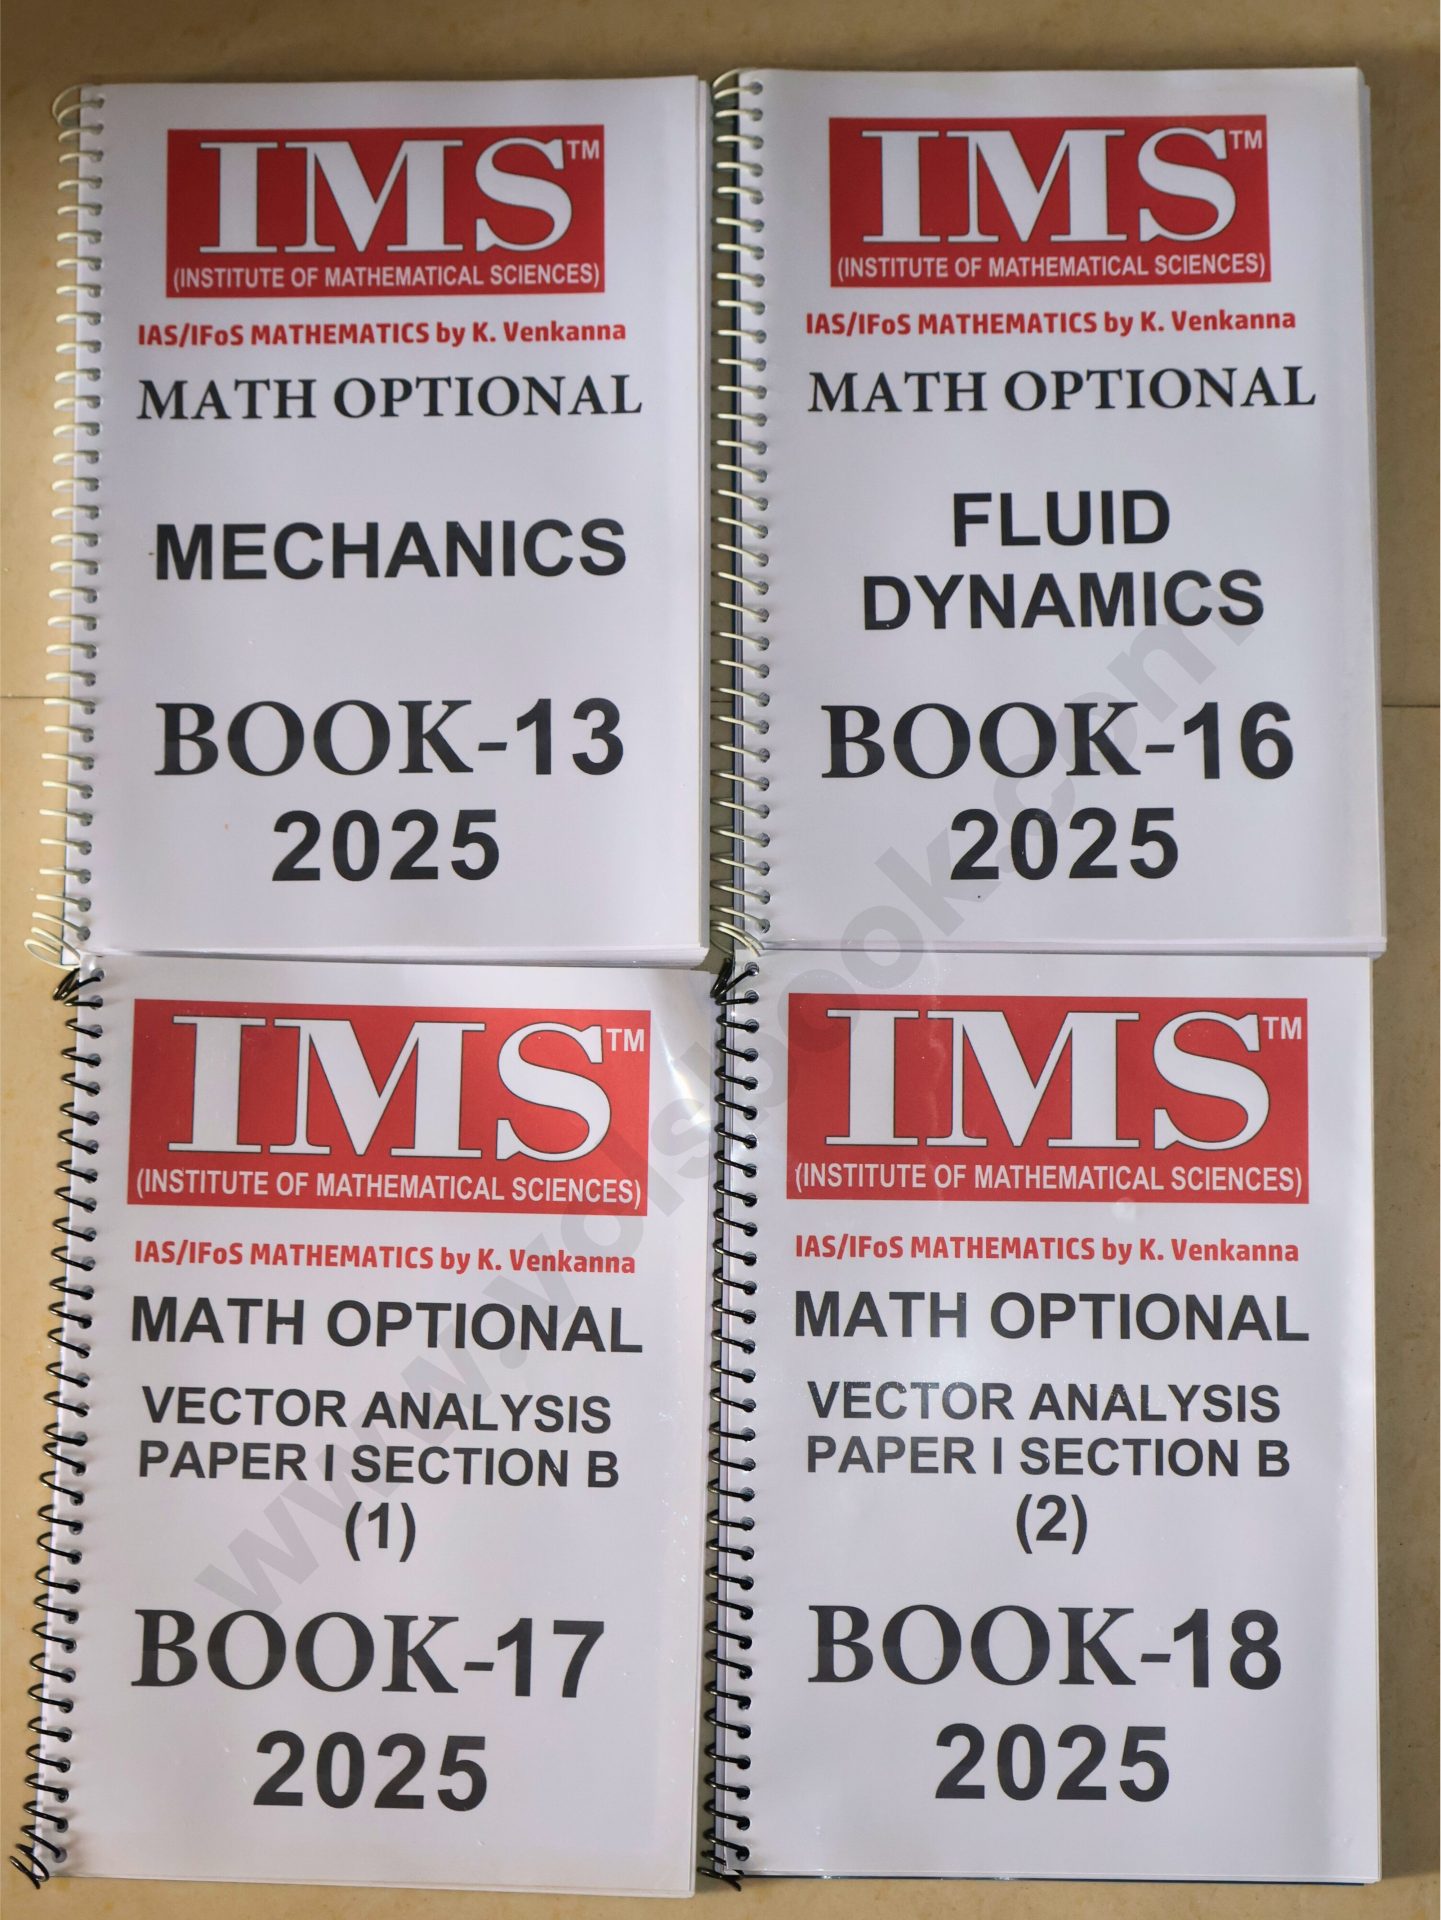 IMS™
(INSTITUTE OF MATHEMATICAL SCIENCES)
IAS/IFoS MATHEMATICS by K. Venkanna
MATH OPTIONAL
MECHANICS
BOOK-13
2025
IMS™
(INSTITUTE OF MATHEMATICAL SCIENCES)
IAS/IFoS MATHEMATICS by K. Venkanna
MATH OPTIONAL
FLUID
DYNAMICS
BOOK-16
2025
IMS™
(INSTITUTE OF MATHEMATICAL SCIENCES)
IAS/IFoS MATHEMATICS by K. Venkanna
MATH OPTIONAL
VECTOR ANALYSIS
PAPER I SECTION B
(1)
BOOK-17
2025
IMS™
(INSTITUTE OF MATHEMATICAL SCIENCES)
IAS/IFoS MATHEMATICS by K. Venkanna
MATH OPTIONAL
VECTOR ANALYSIS
PAPER I SECTION B
(2)
BOOK-18
2025